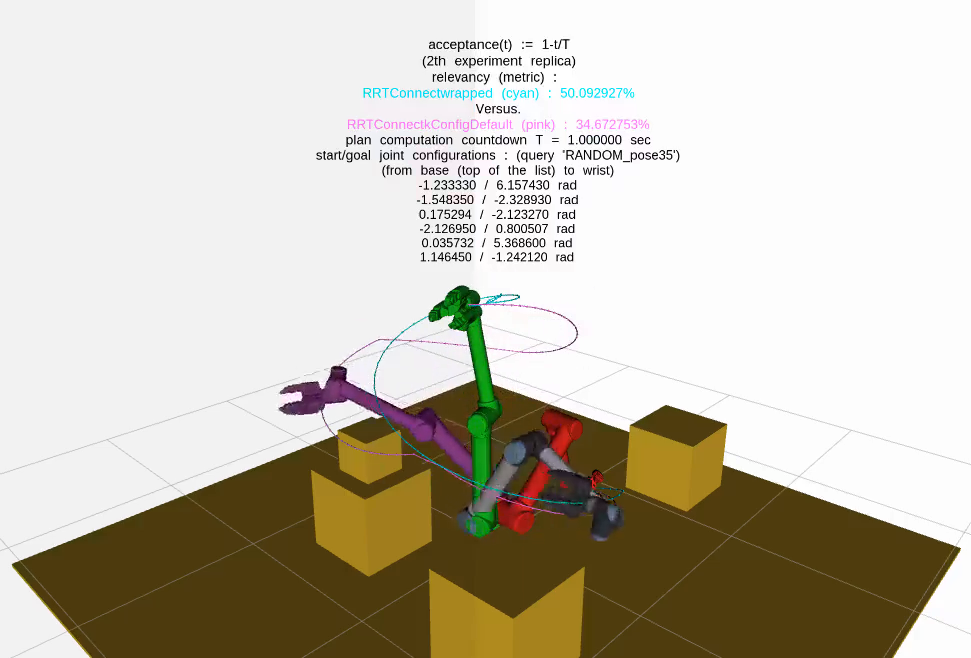 acceptance(t) := 1-t/T
(2th experiment replica)
relevancy (metric) :
RRTConnectwrapped (cyan) : 50.092927%
Versus.
RRTConnectkConfigDefault (pink) : 34.672753%
plan computation countdown T = 1.000000 sec
start/goal joint configurations : (query 'RANDOM_pose35')
(from base (top of the list) to wrist)
-1.233330 / 6.157430 rad
-1.548350 / -2.328930 rad
0.175294 / -2.123270 rad
-2.126950 / 0.800507 rad
0.035732 / 5.368600 rad
1.146450 / -1.242120 rad